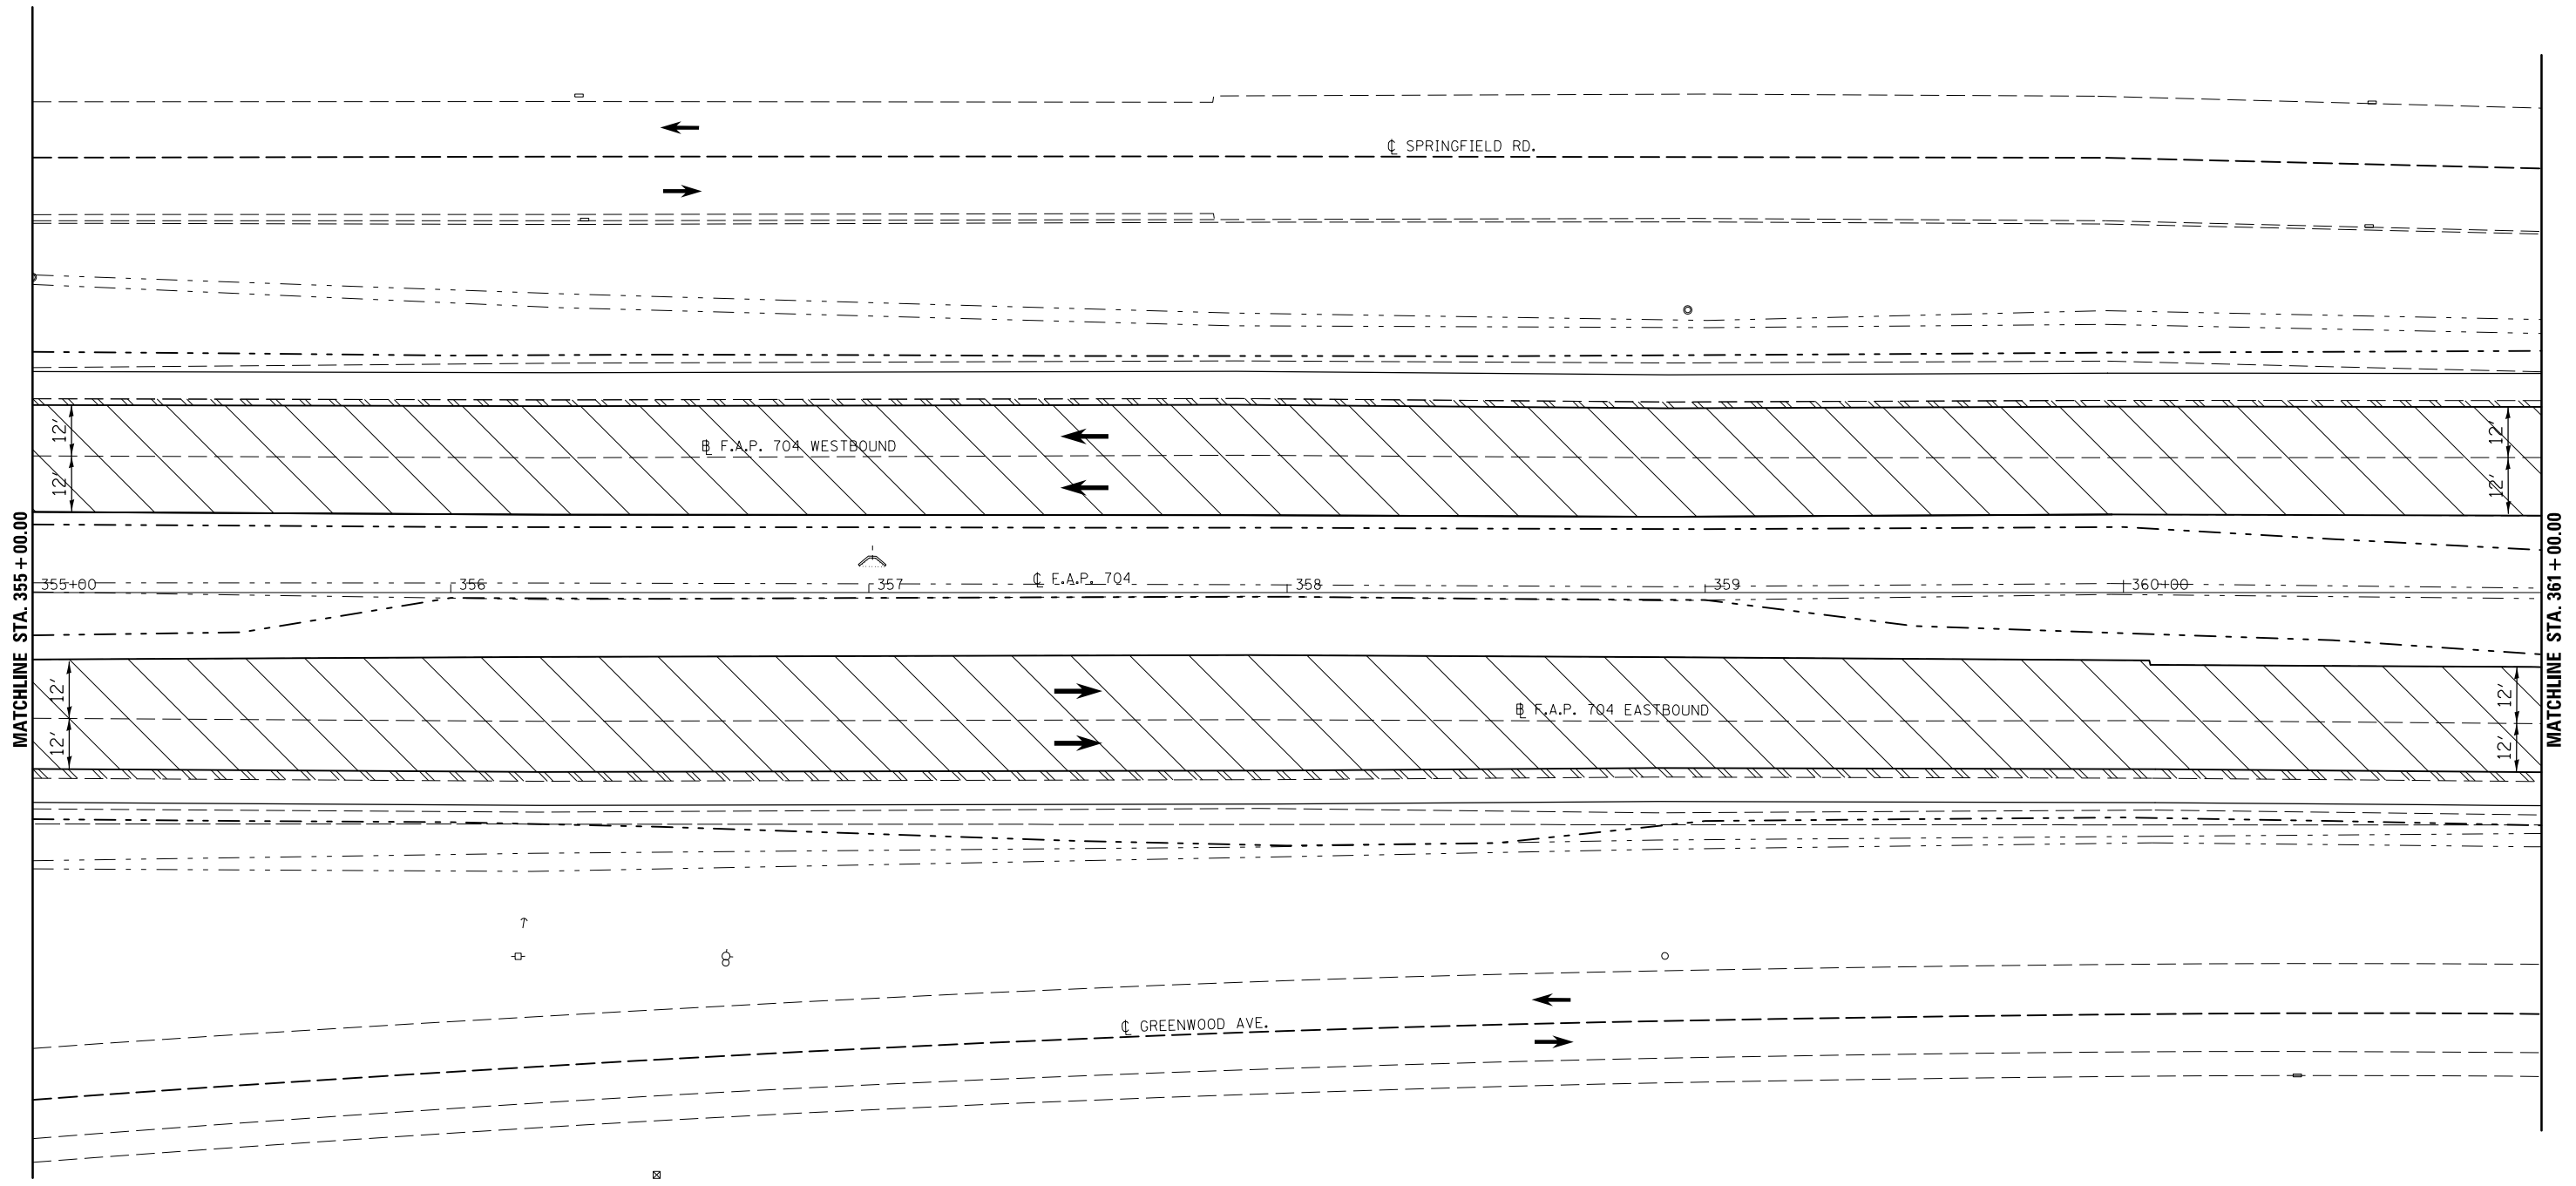 ℄ SPRINGFIELD RD.
12'
12'
℄ F.A.P. 704 WESTBOUND
12'
12'
MATCHLINE STA. 355+00.00
MATCHLINE STA. 361+00.00
355+00
356
357
℄ F.A.P. 704
358
359
360+00
12'
12'
℄ F.A.P. 704 EASTBOUND
12'
12'
℄ GREENWOOD AVE.